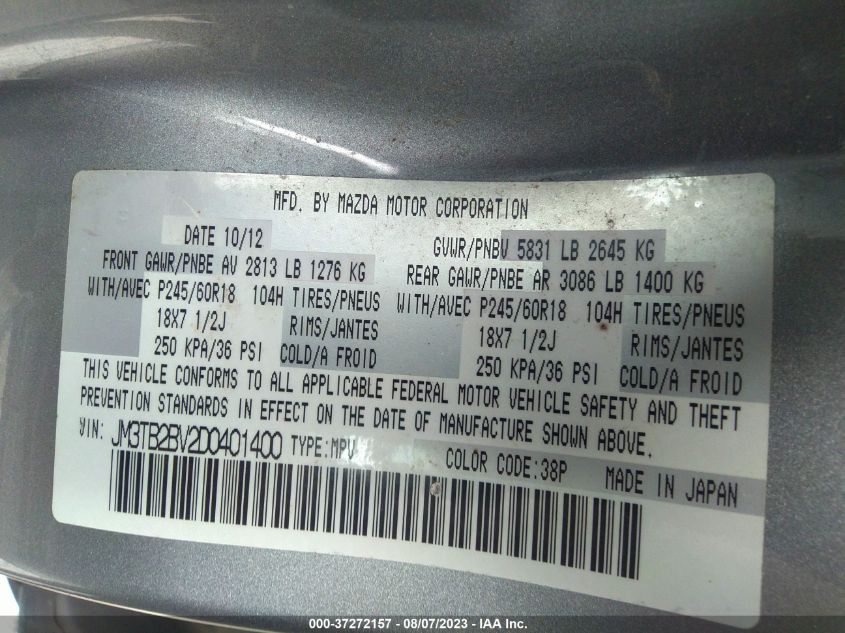 MFD. BY MAZDA MOTOR CORPORATION
DATE 10/12 GVWR/PNBV 5831 LB 2645 KG
FRONT GAWR/PNBE AV 2813 LB 1276 KG REAR GAWR/PNBE AR 3086 LB 1400 KG
WITH/AVEC P245/60R18 104H TIRES/PNEUS WITH/AVEC P245/60R18 104H TIRES/PNEUS
18X7 1/2J RIMS/JANTES 18X7 1/2J RIMS/JANTES
250 KPA/36 PSI COLD/A FROID 250 KPA/36 PSI COLD/A FROID
THIS VEHICLE CONFORMS TO ALL APPLICABLE FEDERAL MOTOR VEHICLE SAFETY AND THEFT
PREVENTION STANDARDS IN EFFECT ON THE DATE OF MANUFACTURE SHOWN ABOVE.
VIN: JM3TB2BV2D0401400 TYPE:MPV COLOR CODE:38P MADE IN JAPAN
000-37272157 - 08/07/2023 - IAA Inc.